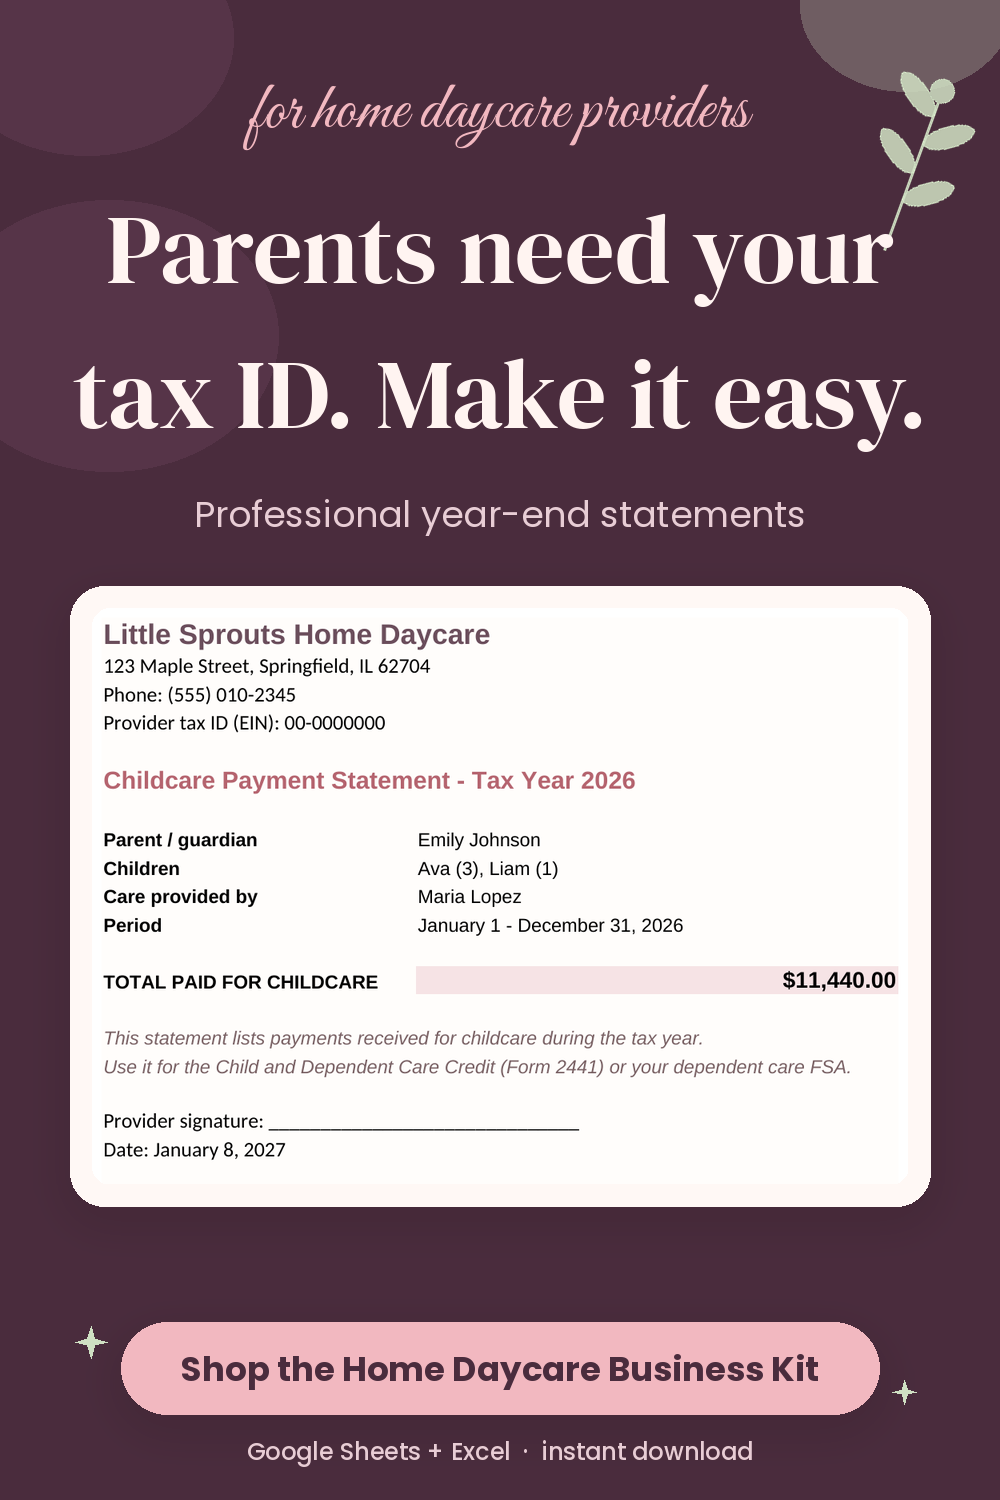 for home daycare providers
Parents need your
tax ID. Make it easy.
Professional year-end statements
Little Sprouts Home Daycare
123 Maple Street, Springfield, IL 62704
Phone: (555) 010-2345
Provider tax ID (EIN): 00-0000000
Childcare Payment Statement - Tax Year 2026
Parent / guardian Emily Johnson
Children Ava (3), Liam (1)
Care provided by Maria Lopez
Period January 1 - December 31, 2026
TOTAL PAID FOR CHILDCARE $11,440.00
This statement lists payments received for childcare during the tax year.
Use it for the Child and Dependent Care Credit (Form 2441) or your dependent care FSA.
Provider signature: ______________________________
Date: January 8, 2027
Shop the Home Daycare Business Kit
Google Sheets + Excel · instant download